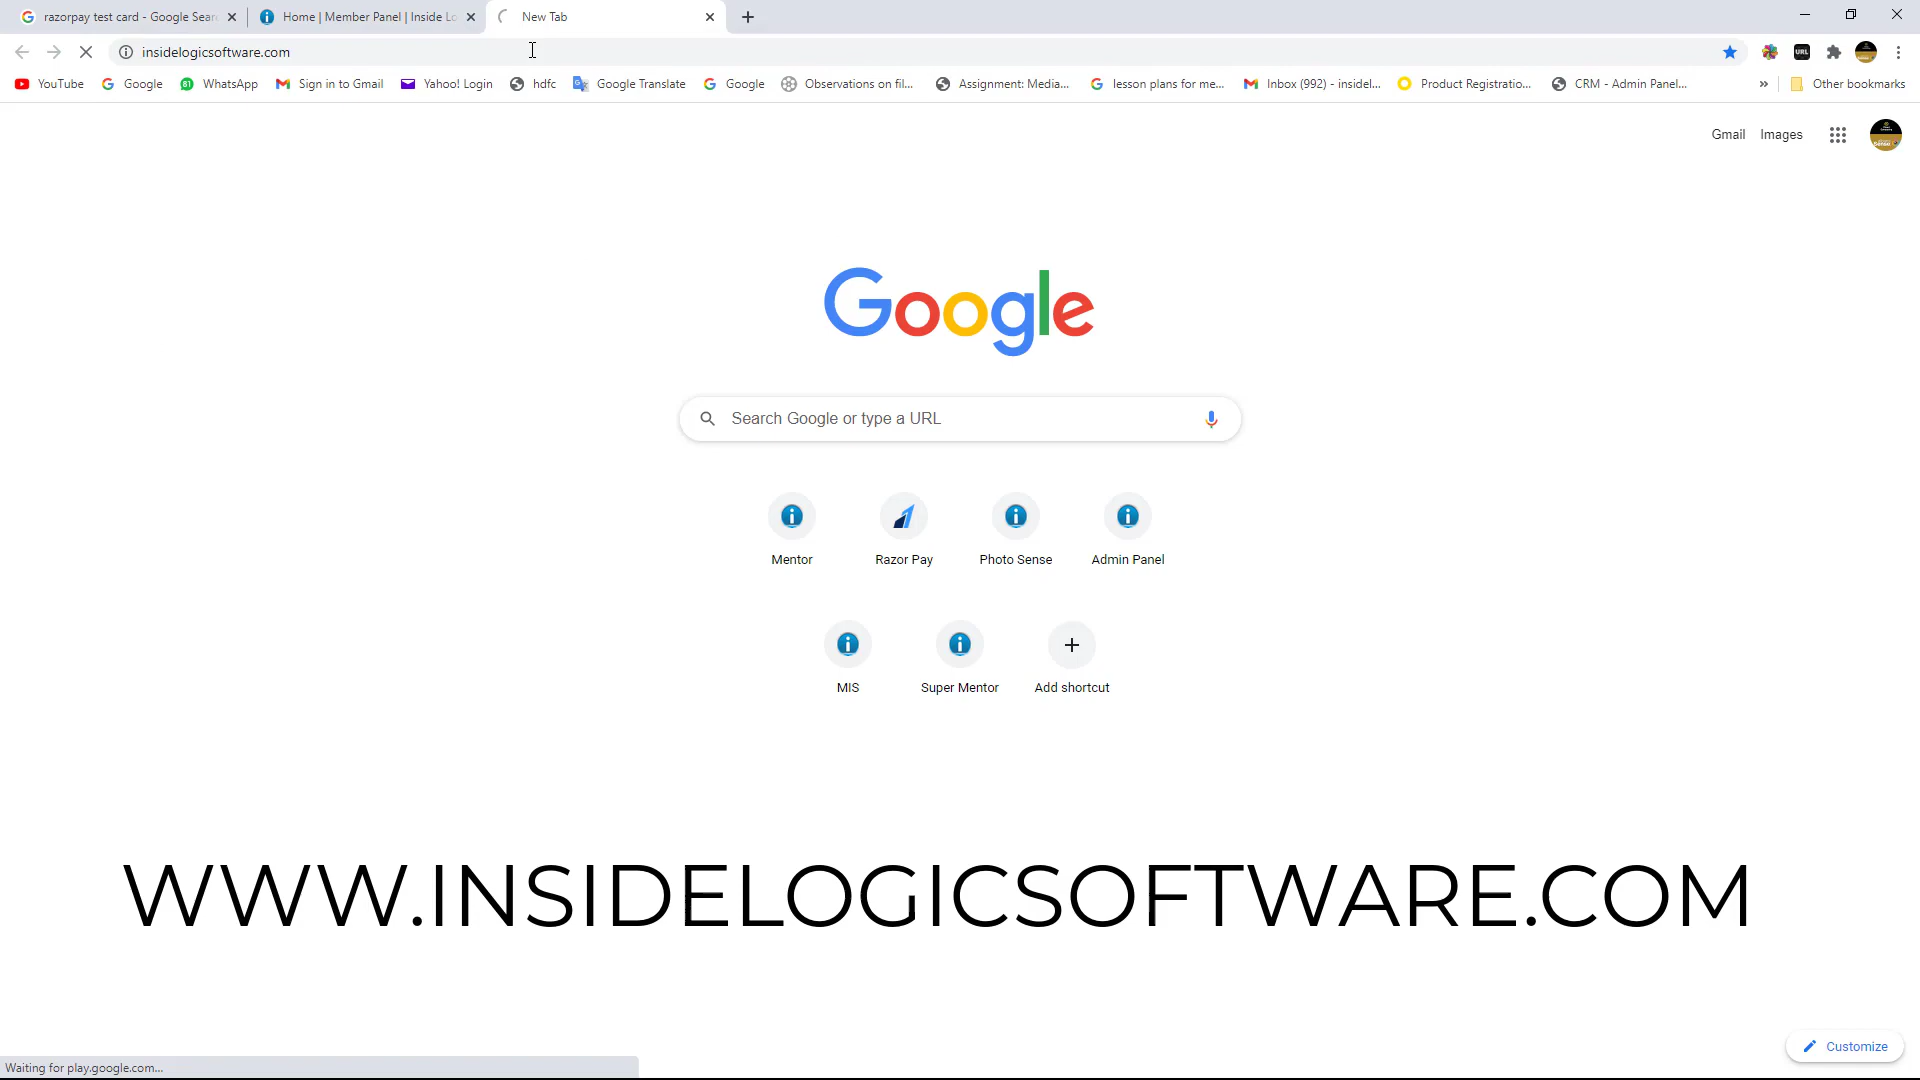 razorpay test card - Google Sear
Home | Member Panel | Inside Lo
New Tab
insidelogicsoftware.com
URL
YouTube
Google
WhatsApp
Sign in to Gmail
Yahoo! Login
hdfc
Google Translate
Google
Observations on fil...
Assignment: Media...
lesson plans for me...
Inbox (992) - insidel...
Product Registratio...
CRM - Admin Panel...
»
Other bookmarks
Gmail
Images
Google
Search Google or type a URL
Mentor
Razor Pay
Photo Sense
Admin Panel
MIS
Super Mentor
Add shortcut
WWW.INSIDELOGICSOFTWARE.COM
Customize
Waiting for play.google.com...